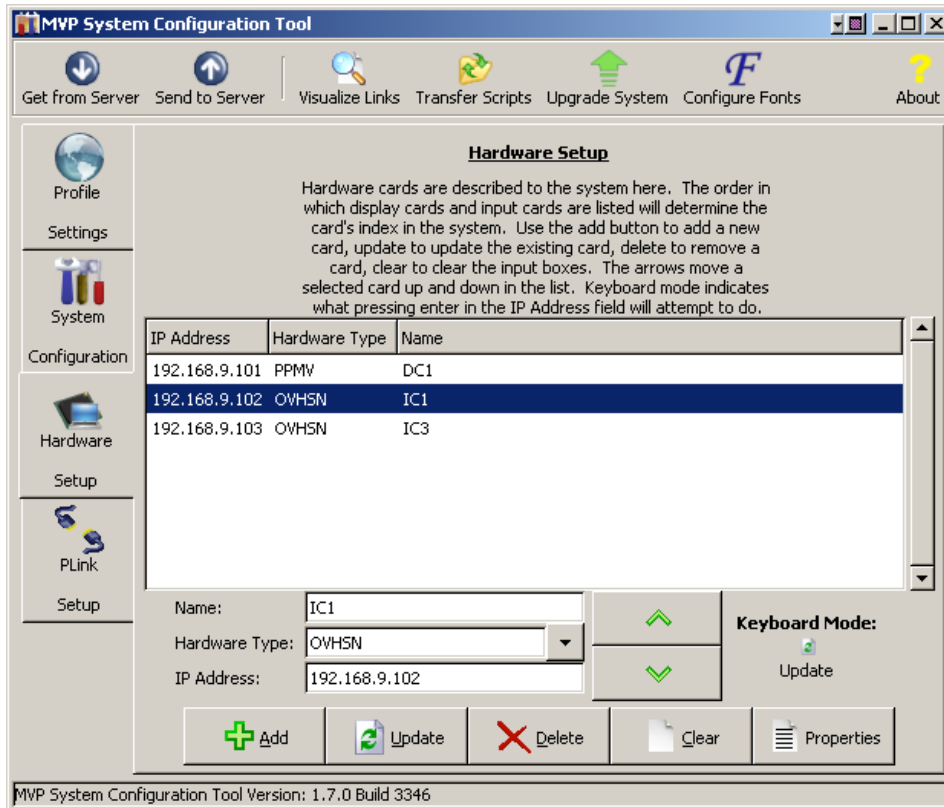 MVP System Configuration Tool
Get from Server Send to Server Visualize Links Transfer Scripts Upgrade System Configure Fonts About
Profile
Settings
System
Configuration
Hardware
Setup
PLink
Setup
Hardware Setup
Hardware cards are described to the system here. The order in
which display cards and input cards are listed will determine the
card's index in the system. Use the add button to add a new
card, update to update the existing card, delete to remove a
card, clear to clear the input boxes. The arrows move a
selected card up and down in the list. Keyboard mode indicates
what pressing enter in the IP Address field will attempt to do.
IP Address Hardware Type Name
192.168.9.101 PPMV DC1
192.168.9.102 OVHSN IC1
192.168.9.103 OVHSN IC3
Name: IC1
Hardware Type: OVHSN
IP Address: 192.168.9.102
Keyboard Mode:
Update
Add Update Delete Clear Properties
MVP System Configuration Tool Version: 1.7.0 Build 3346